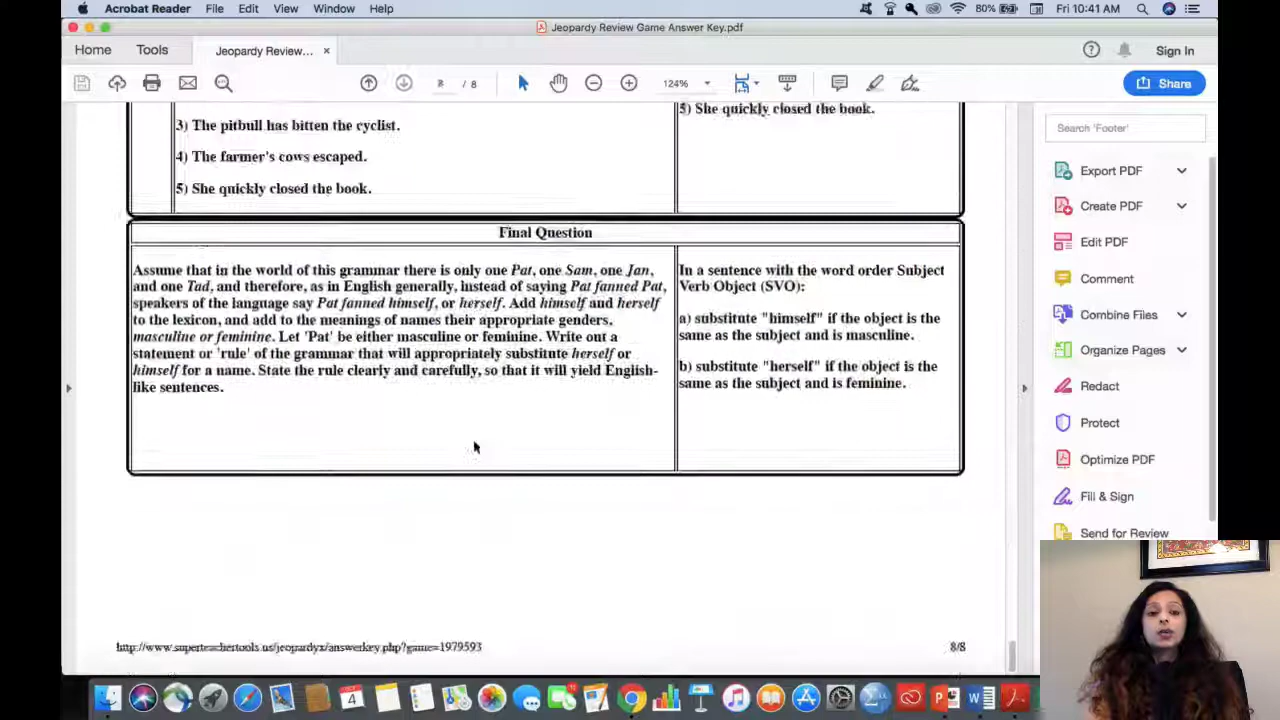 Acrobat Reader File Edit View Window Help 80% Fri 10:41 AM
Jeopardy Review Game Answer Key.pdf
Home Tools Jeopardy Review... × Sign In
8 / 8 124% Share
3) The pitbull has bitten the cyclist.
4) The farmer's cows escaped.
5) She quickly closed the book.
5) She quickly closed the book.
Final Question
Assume that in the world of this grammar there is only one Pat, one Sam, one Jan,
and one Tad, and therefore, as in English generally, instead of saying Pat fanned Pat,
speakers of the language say Pat fanned himself, or herself. Add himself and herself
to the lexicon, and add to the meanings of names their appropriate genders,
masculine or feminine. Let 'Pat' be either masculine or feminine. Write out a
statement or 'rule' of the grammar that will appropriately substitute herself or
himself for a name. State the rule clearly and carefully, so that it will yield English-
like sentences.
In a sentence with the word order Subject
Verb Object (SVO):
a) substitute "himself" if the object is the
same as the subject and is masculine.
b) substitute "herself" if the object is the
same as the subject and is feminine.
http://www.superteachertools.us/jeopardyx/answerkey.php?game=1979593
8/8
Search 'Footer'
Export PDF
Create PDF
Edit PDF
Comment
Combine Files
Organize Pages
Redact
Protect
Optimize PDF
Fill & Sign
Send for Review